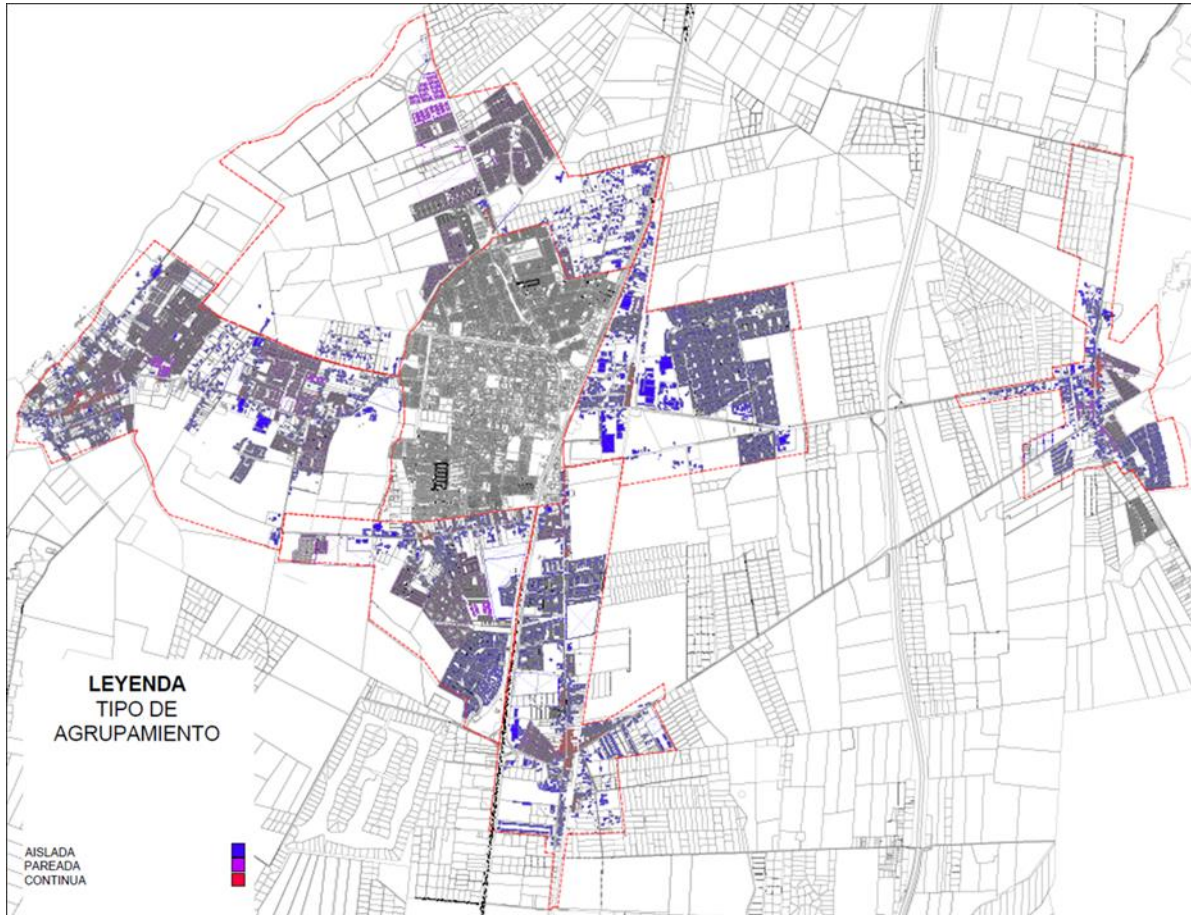 LEYENDA
TIPO DE
AGRUPAMIENTO
AISLADA
PAREADA
CONTINUA